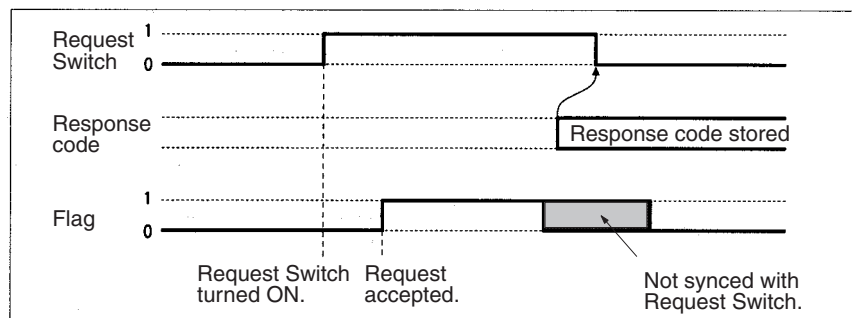 Request
Switch
1
0
Response
code
Response code stored
Flag
1
0
Request Switch
turned ON.
Request
accepted.
Not synced with
Request Switch.